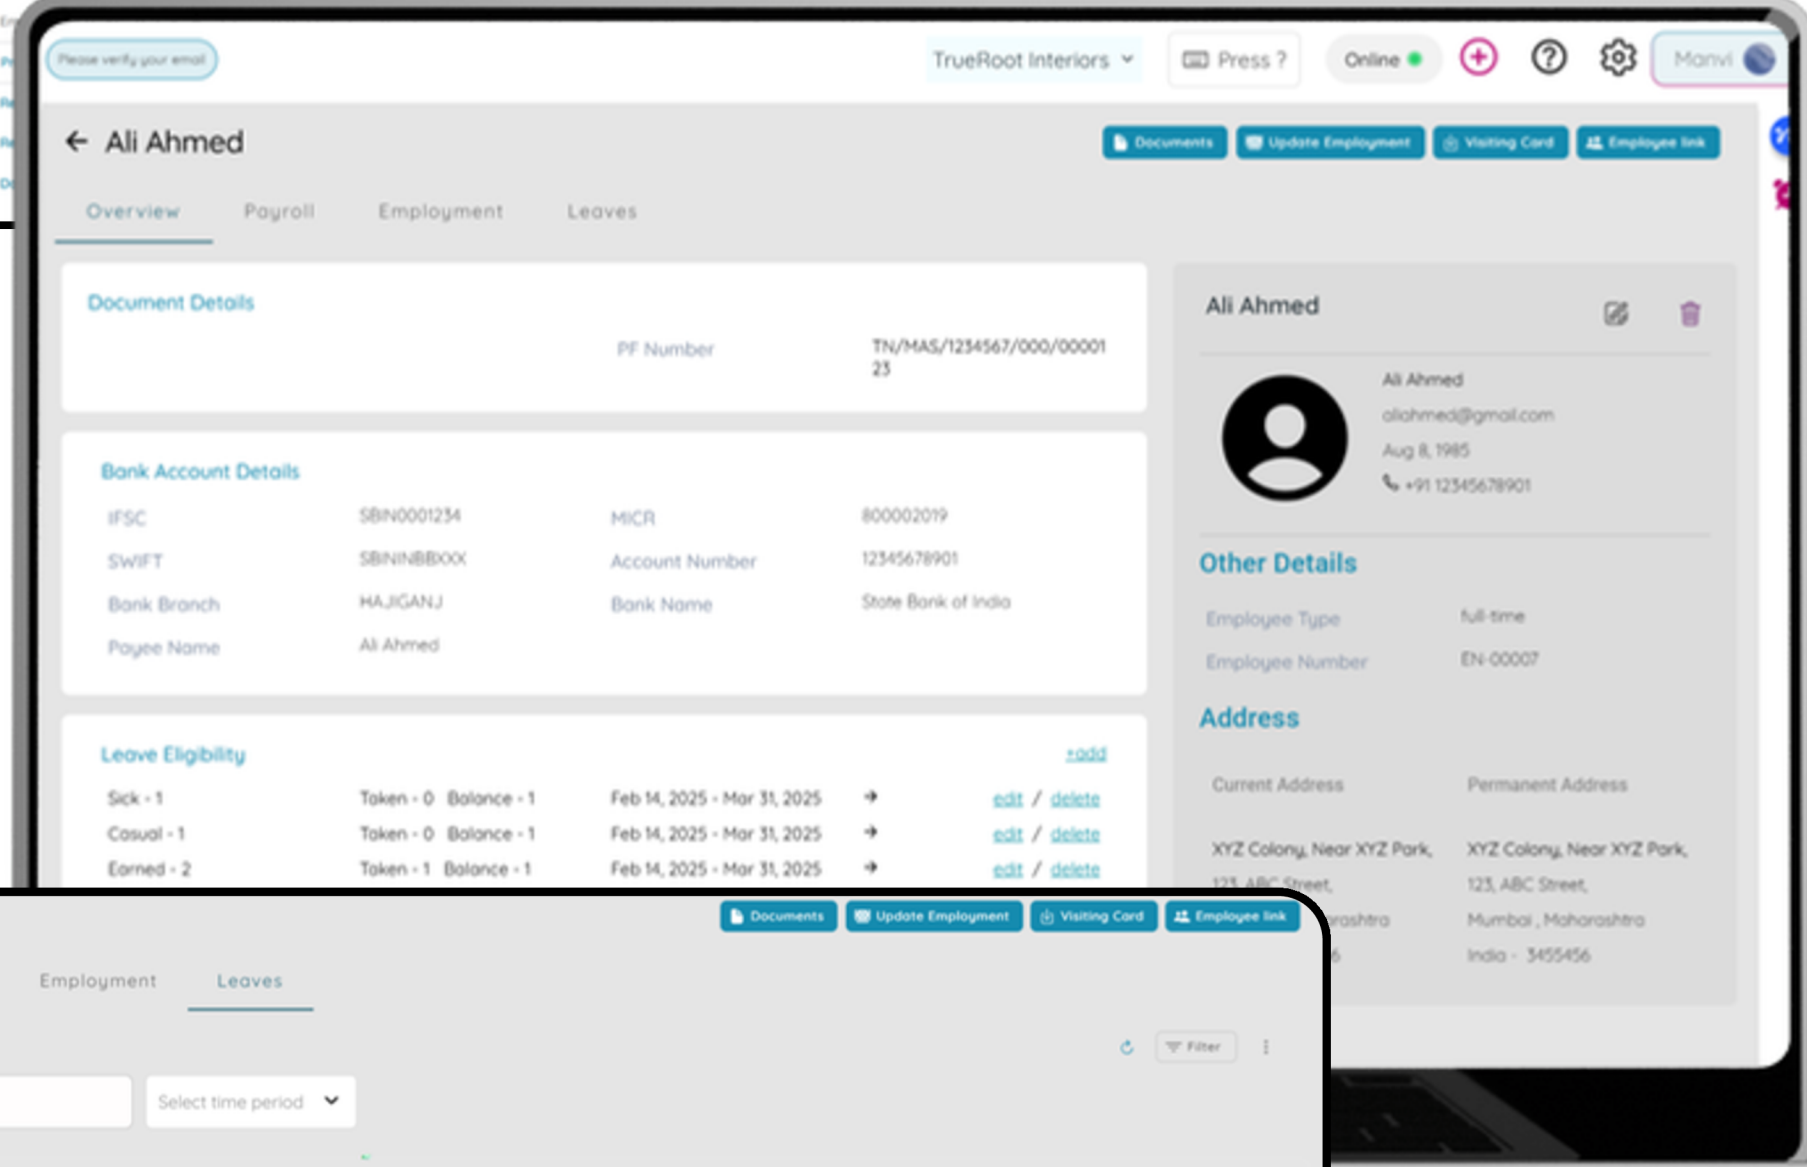 Please verify your email
TrueRoot Interiors
Press ?
Online
Manvi
Ali Ahmed
Documents
Update Employment
Visiting Card
Employee link
Overview
Payroll
Employment
Leaves
Document Details
PF Number
TN/MAS/1234567/000/00001
23
Bank Account Details
IFSC SBIN0001234 MICR 800002019
SWIFT SBININBBXXX Account Number 12345678901
Bank Branch HAJIGANJ Bank Name State Bank of India
Payee Name Ali Ahmed
Leave Eligibility +add
Sick - 1 Taken - 0 Balance - 1 Feb 14, 2025 - Mar 31, 2025 → edit / delete
Casual - 1 Taken - 0 Balance - 1 Feb 14, 2025 - Mar 31, 2025 → edit / delete
Earned - 2 Taken - 1 Balance - 1 Feb 14, 2025 - Mar 31, 2025 → edit / delete
Ali Ahmed
Ali Ahmed
aliahmed@gmail.com
Aug 8, 1985
+91 12345678901
Other Details
Employee Type full-time
Employee Number EN-00007
Address
Current Address
XYZ Colony, Near XYZ Park,
123, ABC Street,
arashtra
6
Permanent Address
XYZ Colony, Near XYZ Park,
123, ABC Street,
Mumbai , Maharashtra
India - 3455456
Documents
Update Employment
Visiting Card
Employee link
Employment
Leaves
Filter
Select time period